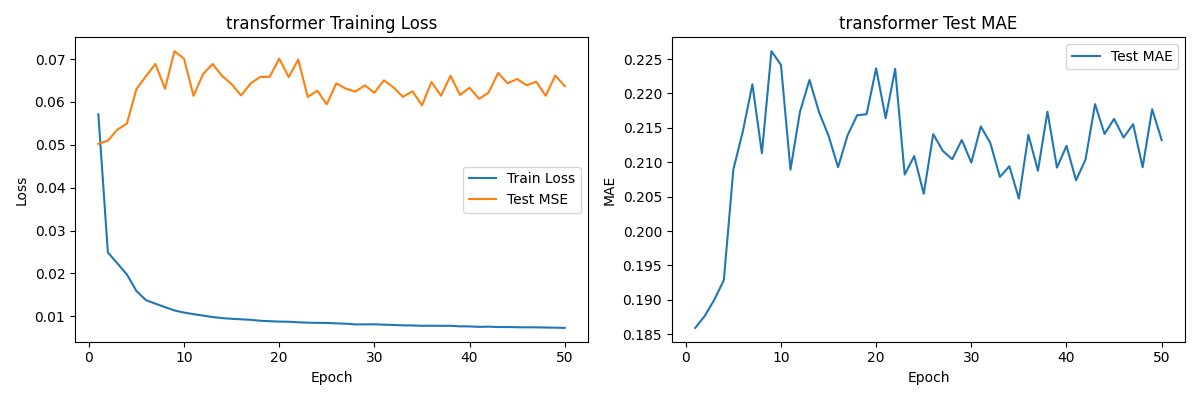 transformer Training Loss
0.07
0.06
0.05
0.04
0.03
0.02
0.01
Loss
Train Loss
Test MSE
0 10 20 30 40 50
Epoch
transformer Test MAE
0.225
0.220
0.215
0.210
0.205
0.200
0.195
0.190
0.185
MAE
Test MAE
0 10 20 30 40 50
Epoch